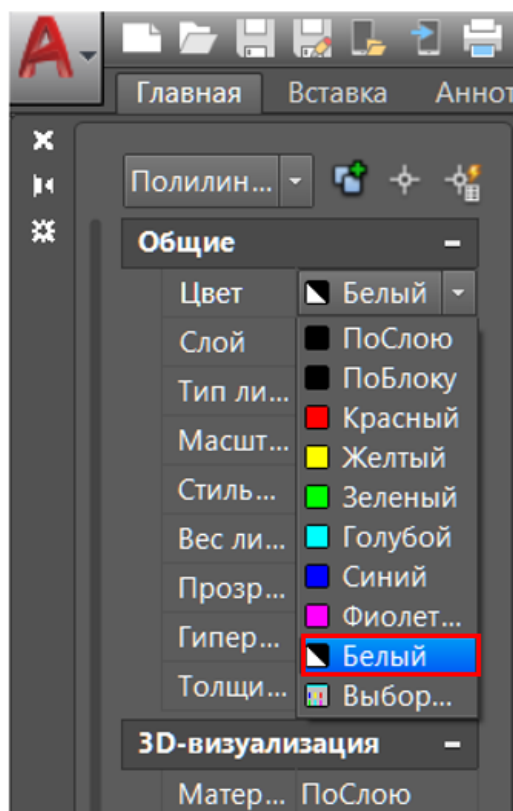 Главная Вставка Аннот
Полилин...
Общие
Цвет Белый
Слой ПоСлою
ПоБлоку
Тип ли...
Красный
Масшт...
Желтый
Стиль...
Зеленый
Вес ли... Голубой
Прозр... Синий
Фиолет...
Гипер...
Белый
Толщи... Выбор...
3D-визуализация
Матер... ПоСлою